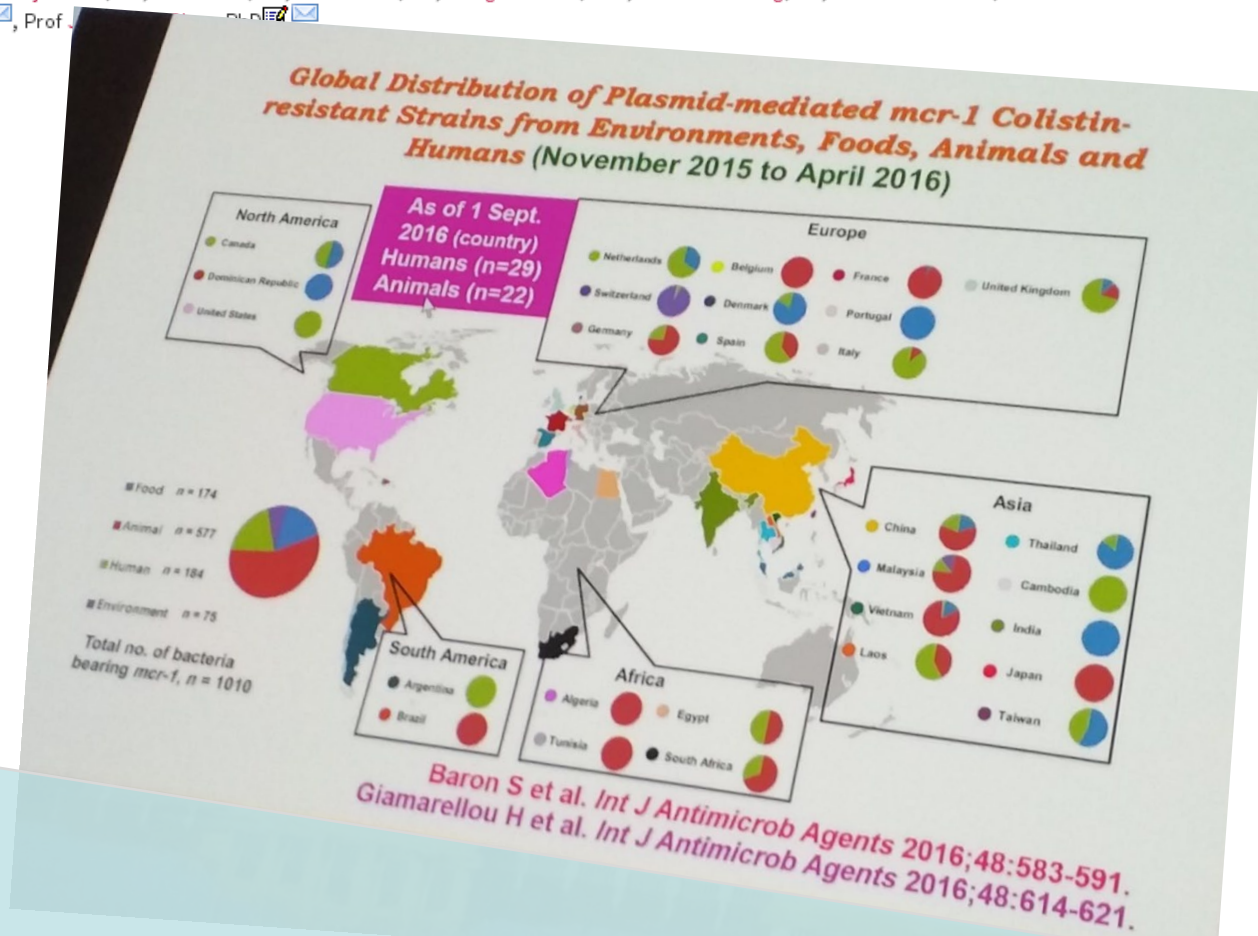 , Prof
Global Distribution of Plasmid-mediated mcr-1 Colistin-
resistant Strains from Environments, Foods, Animals and
Humans (November 2015 to April 2016)
North America
Canada
Dominican Republic
United States
As of 1 Sept.
2016 (country)
Humans (n=29)
Animals (n=22)
Europe
Netherlands
Belgium
France
United Kingdom
Switzerland
Denmark
Portugal
Germany
Spain
Italy
Food n = 174
Animal n = 577
Human n = 184
Environment n = 75
Total no. of bacteria
bearing mcr-1, n = 1010
Asia
China
Thailand
Malaysia
Cambodia
Vietnam
India
Laos
Japan
Taiwan
South America
Argentina
Brazil
Africa
Algeria
Egypt
Tunisia
South Africa
Baron S et al. Int J Antimicrob Agents 2016;48:583-591.
Giamarellou H et al. Int J Antimicrob Agents 2016;48:614-621.